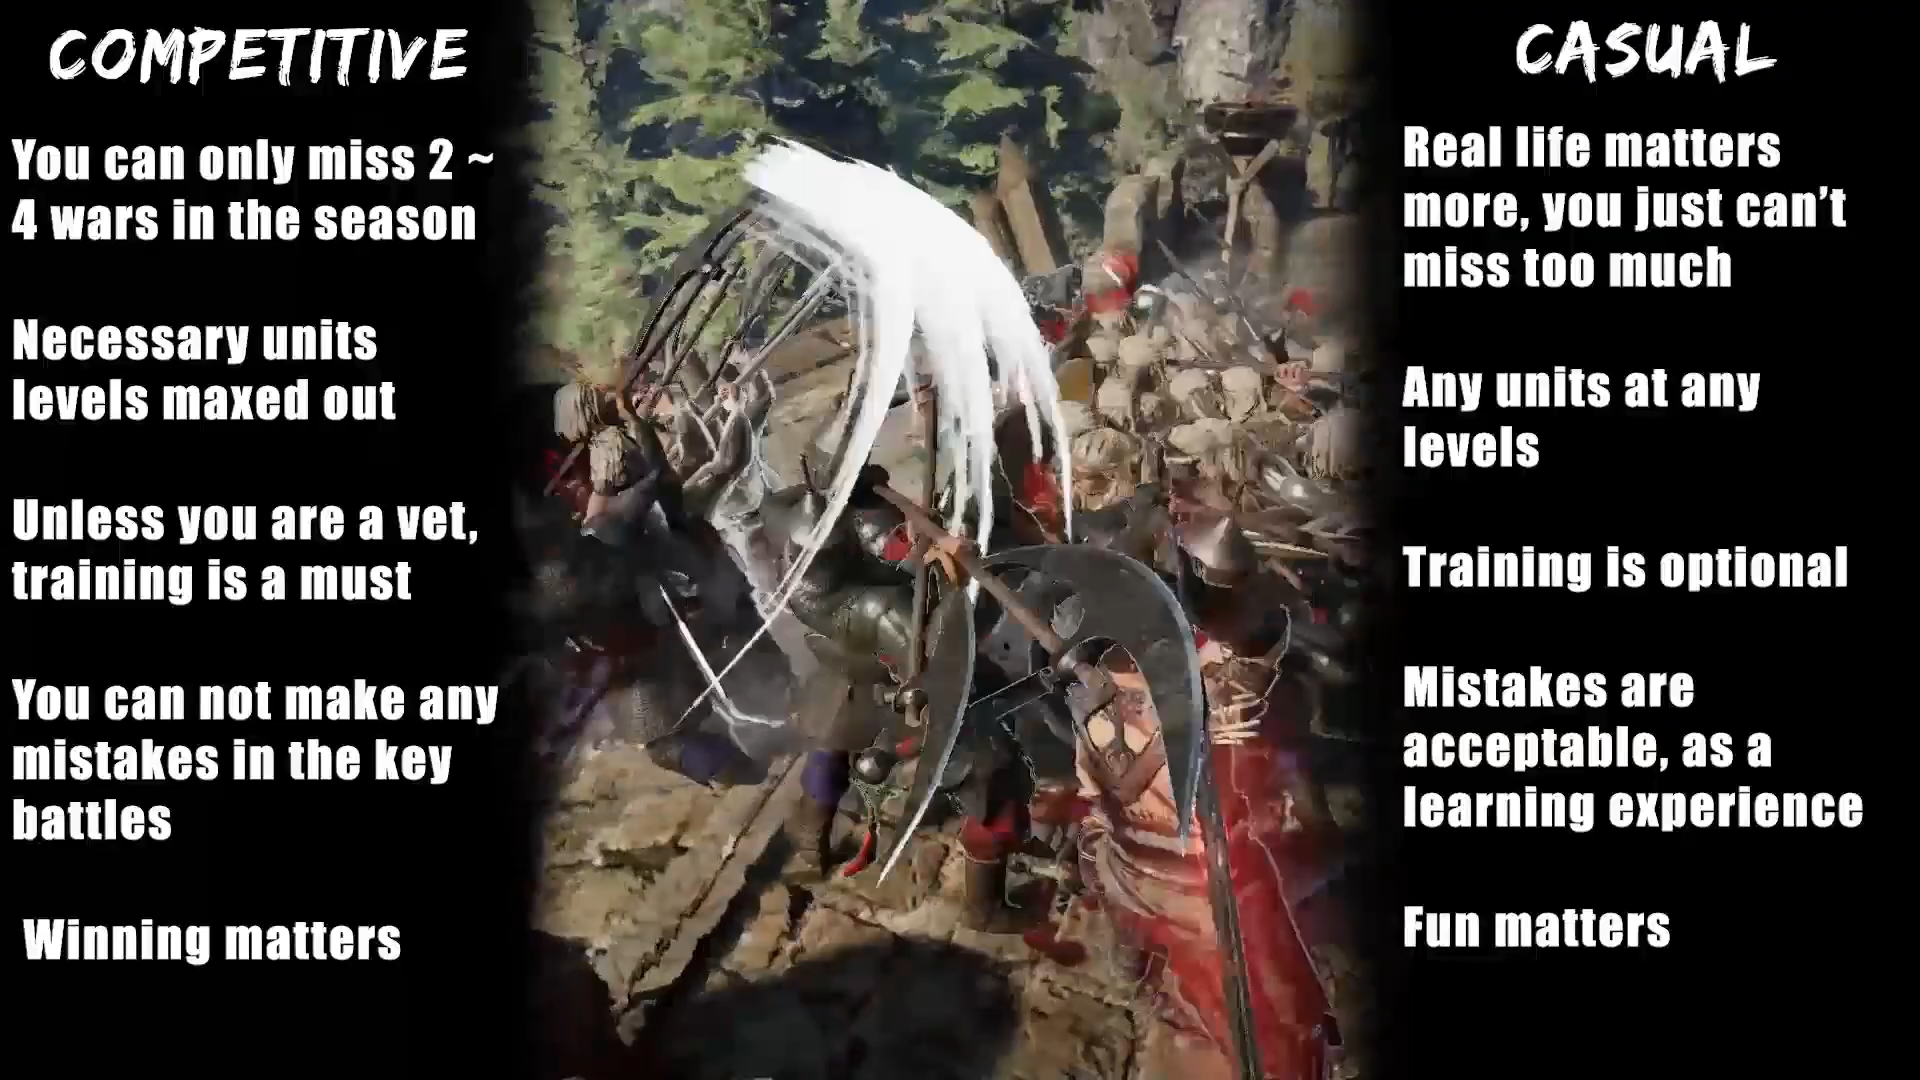 COMPETITIVE
You can only miss 2 ~
4 wars in the season
Necessary units
levels maxed out
Unless you are a vet,
training is a must
You can not make any
mistakes in the key
battles
Winning matters
CASUAL
Real life matters
more, you just can’t
miss too much
Any units at any
levels
Training is optional
Mistakes are
acceptable, as a
learning experience
Fun matters